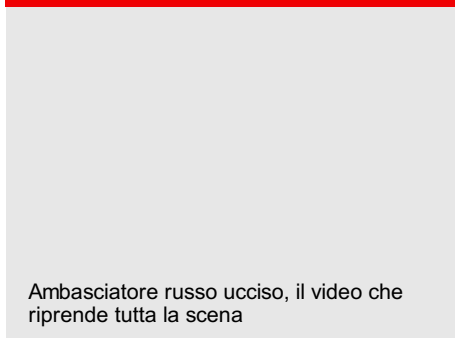 Ambasciatore russo ucciso, il video che
riprende tutta la scena